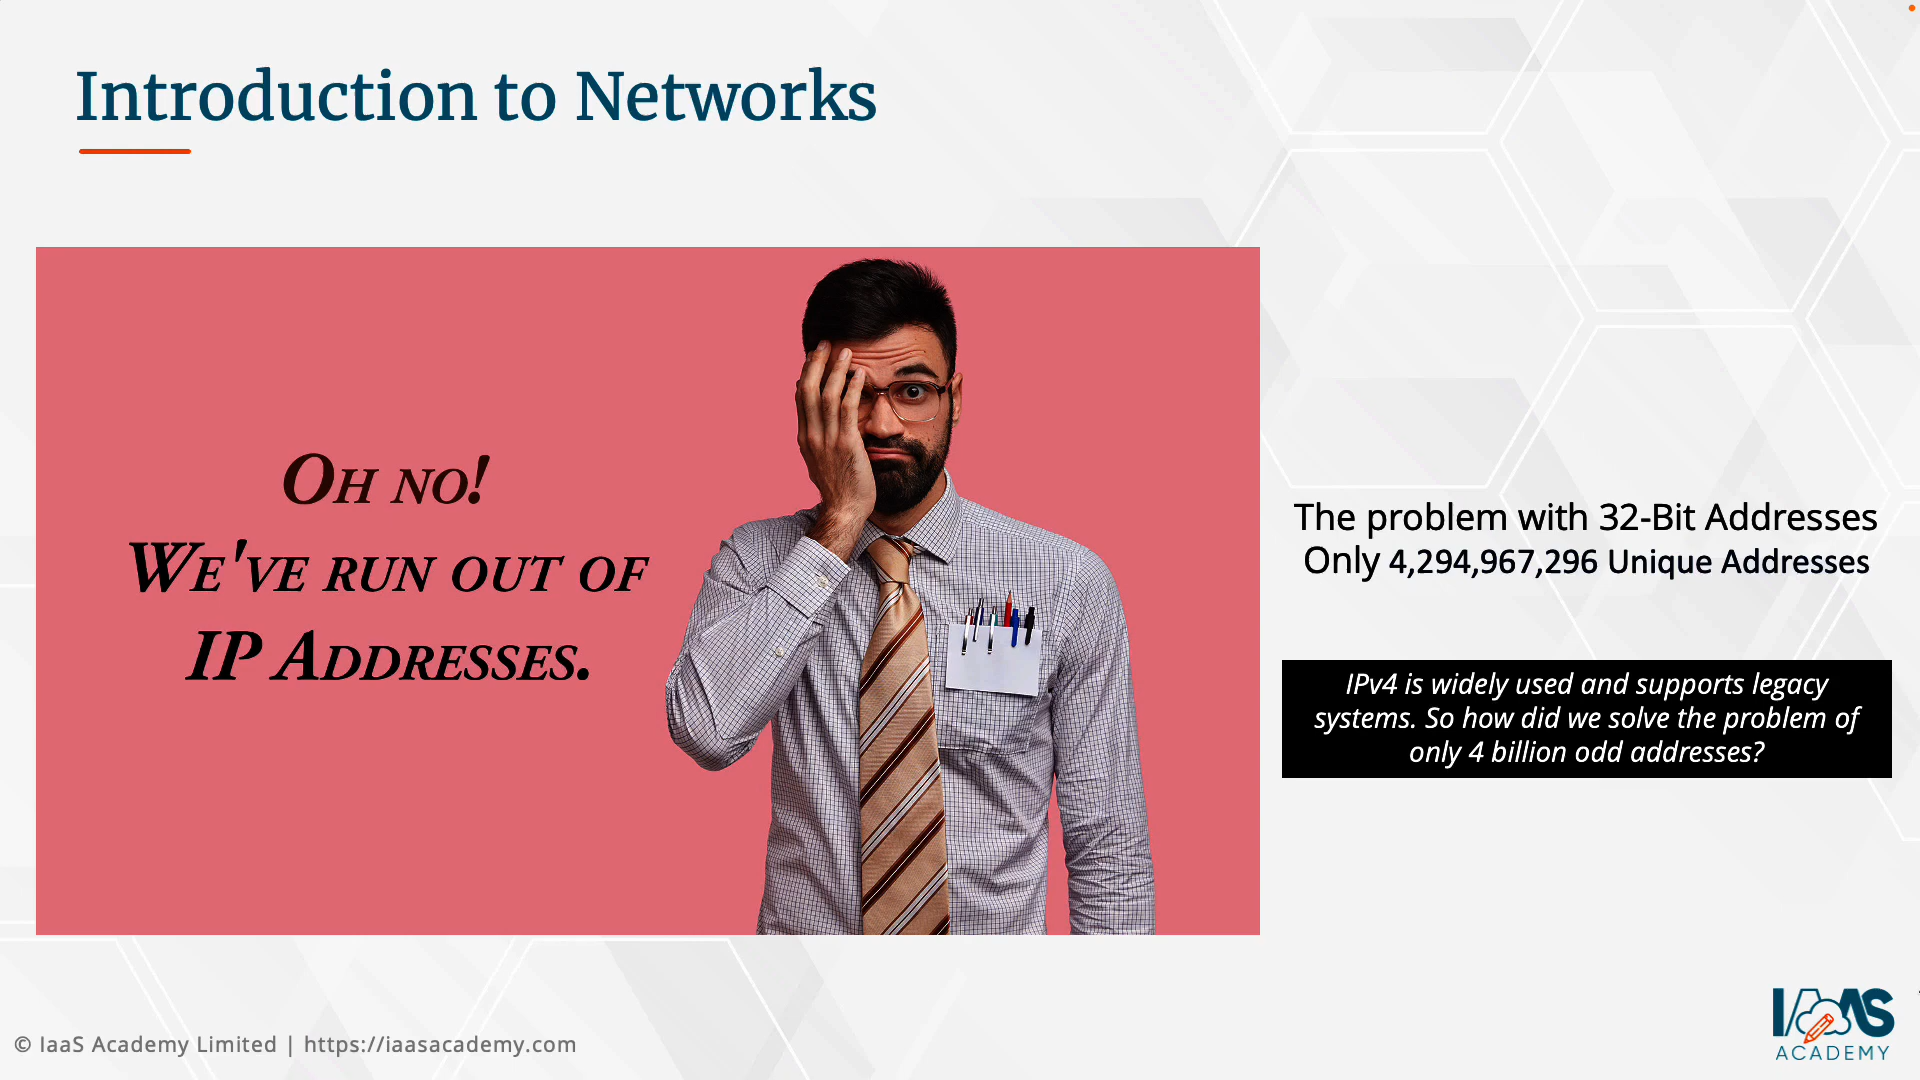 Introduction to Networks
Oh no!
We've run out of
IP Addresses.
The problem with 32-Bit Addresses
Only 4,294,967,296 Unique Addresses
IPv4 is widely used and supports legacy
systems. So how did we solve the problem of
only 4 billion odd addresses?
© IaaS Academy Limited | https://iaasacademy.com
IAAS
ACADEMY